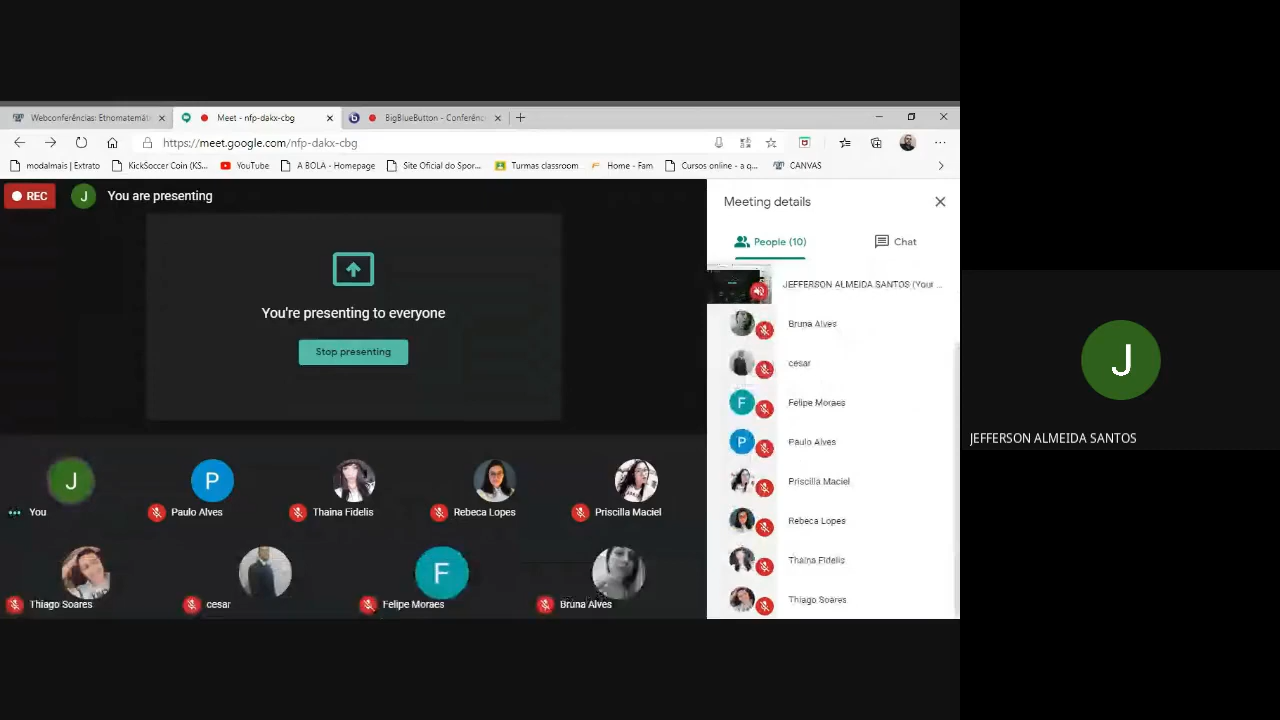 Webconferências: Etnomatemáti
Meet - nfp-dakx-cbg
BigBlueButton - Conferênc
https://meet.google.com/nfp-dakx-cbg
modalmais | Extrato
KickSoccer Coin (KS...
YouTube
A BOLA - Homepage
Site Oficial do Spor...
Turmas classroom
Home - Fam
Cursos online - a q...
CANVAS
REC
J
You are presenting
You're presenting to everyone
Stop presenting
J
You
P
Paulo Alves
Thaina Fidelis
Rebeca Lopes
Priscilla Maciel
Thiago Soares
cesar
F
Felipe Moraes
Bruna Alves
Meeting details
People (10)
Chat
JEFFERSON ALMEIDA SANTOS (Your ...
Bruna Alves
cesar
F
Felipe Moraes
P
Paulo Alves
Priscilla Maciel
Rebeca Lopes
Thaina Fidelis
Thiago Soares
J
JEFFERSON ALMEIDA SANTOS